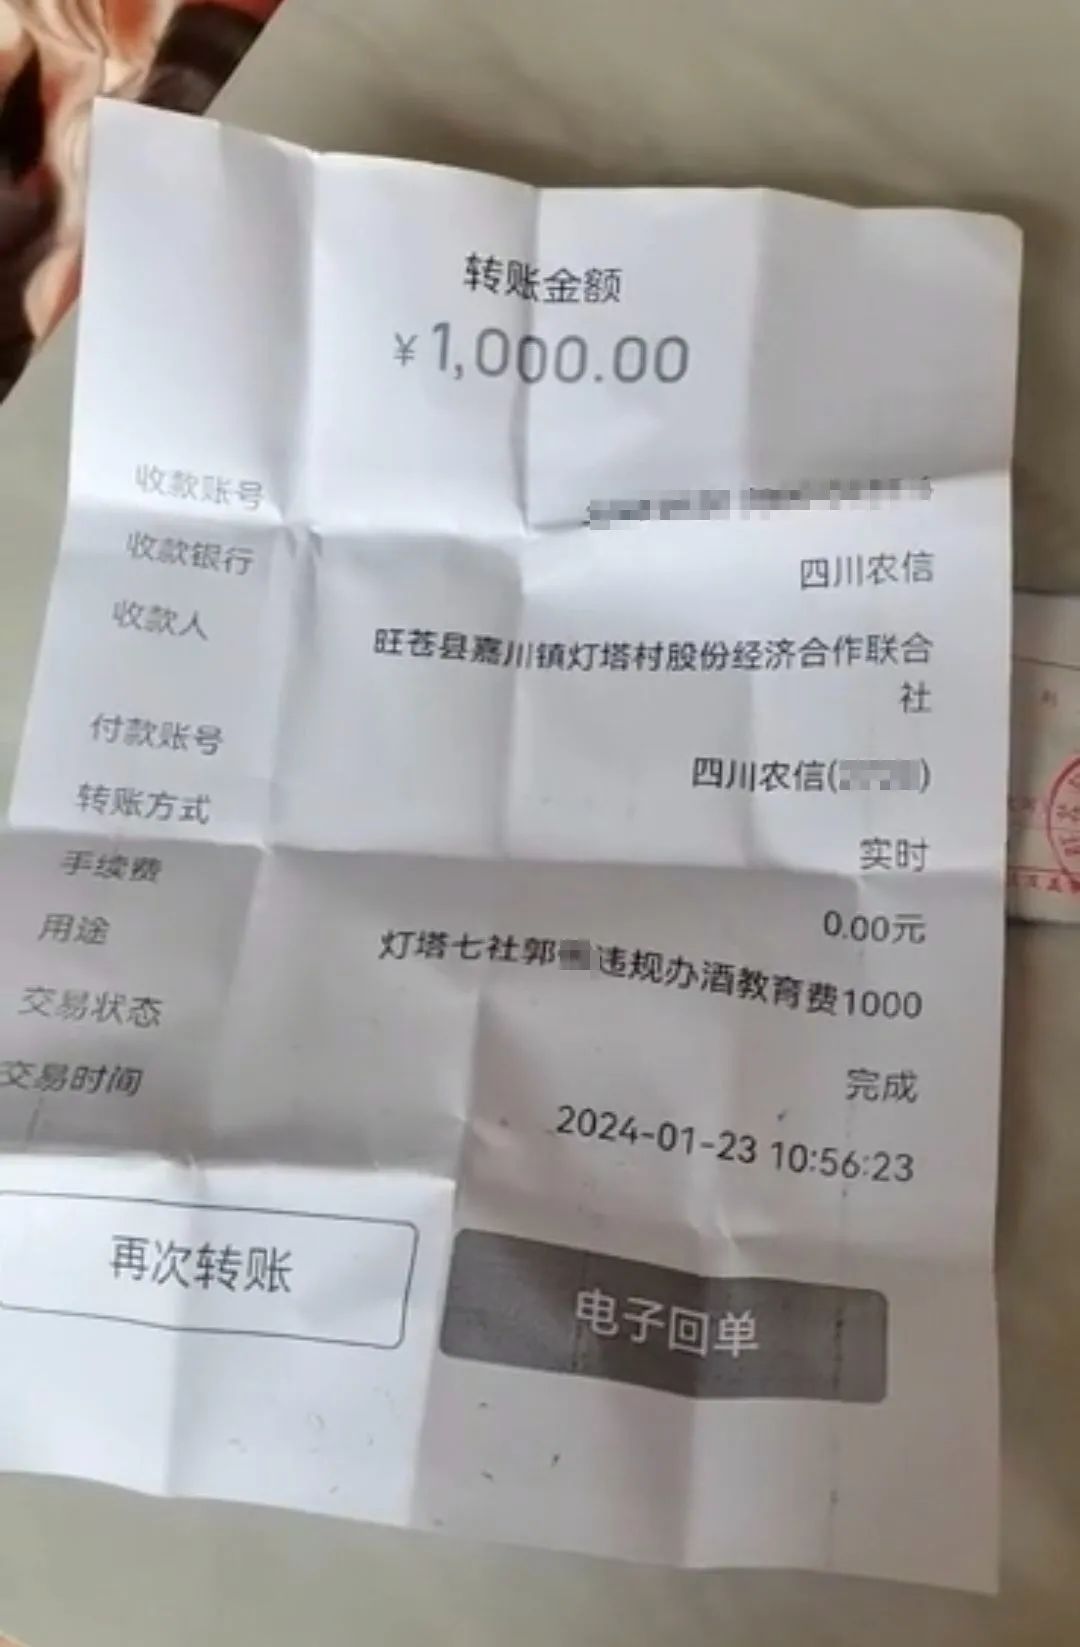 转账金额
¥1,000.00
收款账号
收款银行 四川农信
收款人 旺苍县嘉川镇灯塔村股份经济合作联合
社
付款账号 四川农信( )
转账方式 实时
手续费 0.00元
用途 灯塔七社郭 违规办酒教育费1000
交易状态 完成
交易时间 2024-01-23 10:56:23
再次转账 电子回单